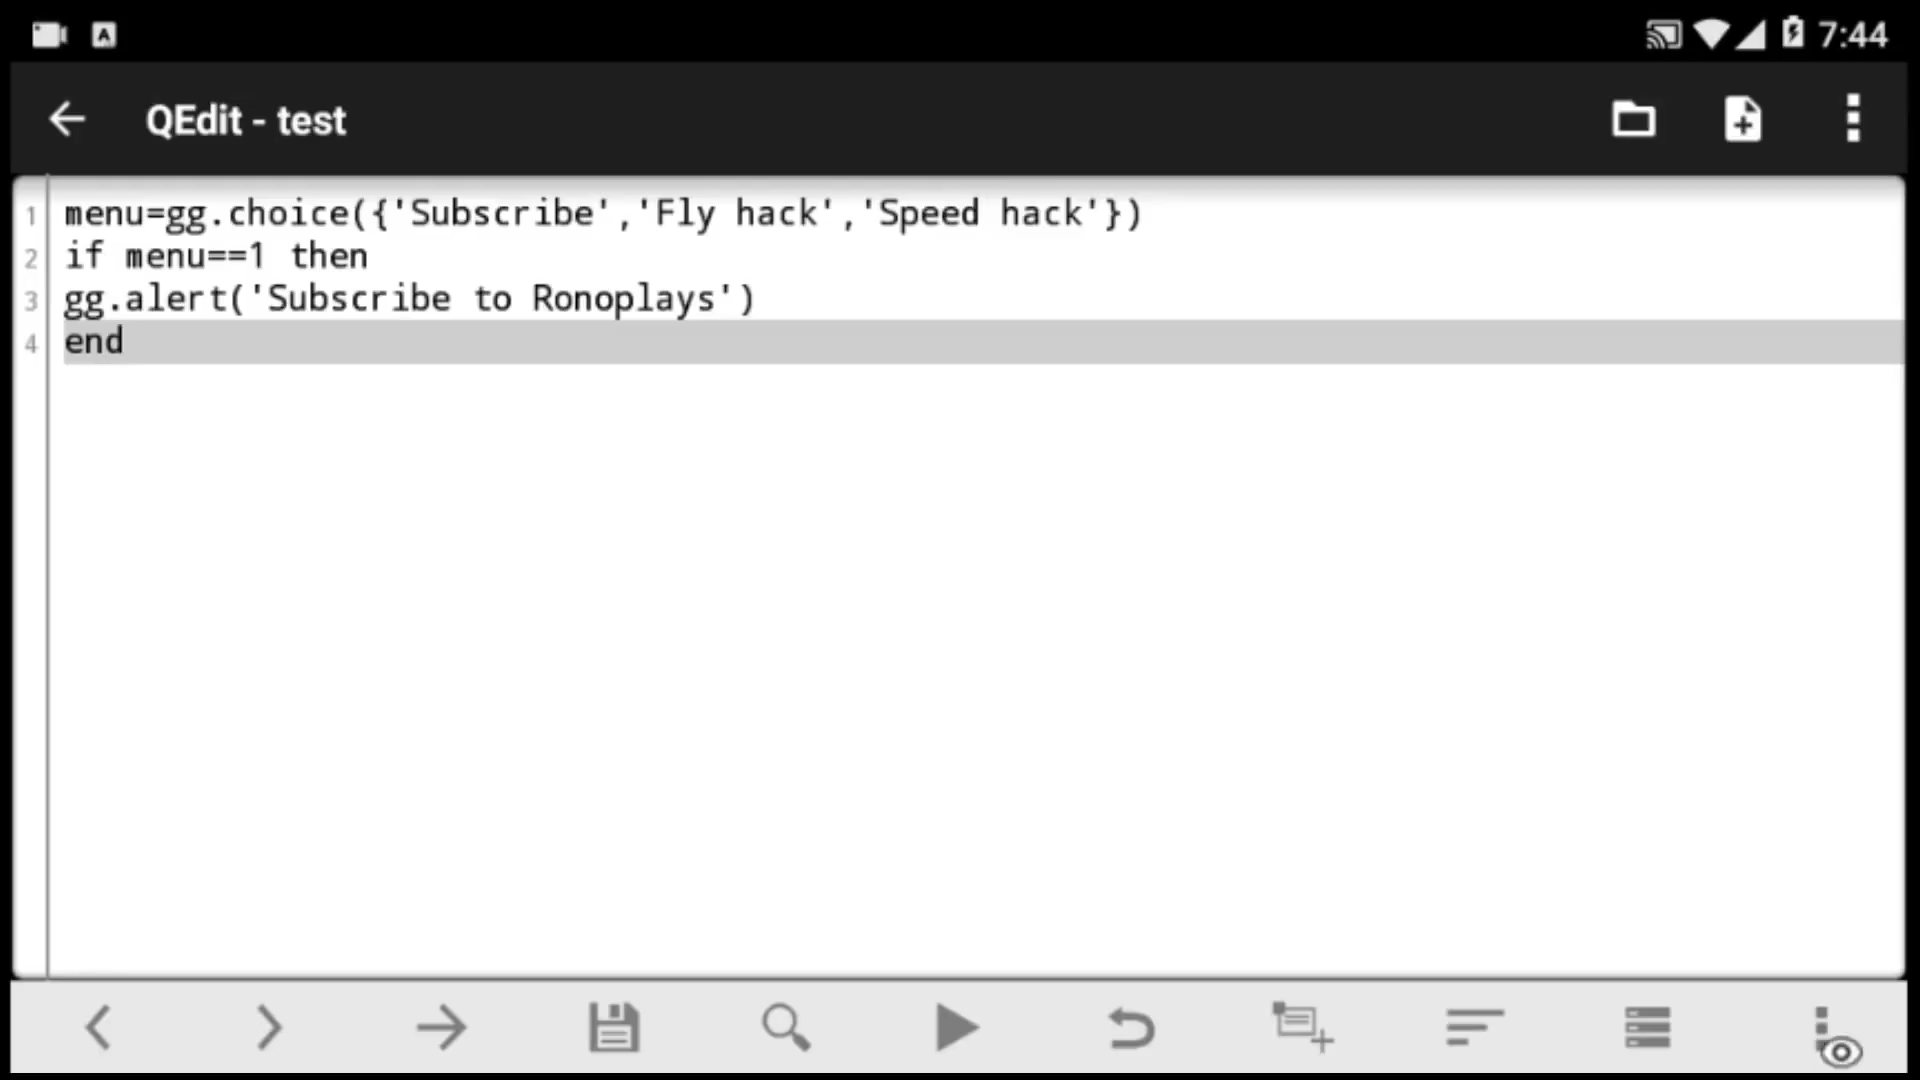 A
7:44
QEdit - test
1 menu=gg.choice({'Subscribe','Fly hack','Speed hack'})
2 if menu==1 then
3 gg.alert('Subscribe to Ronoplays')
4 end